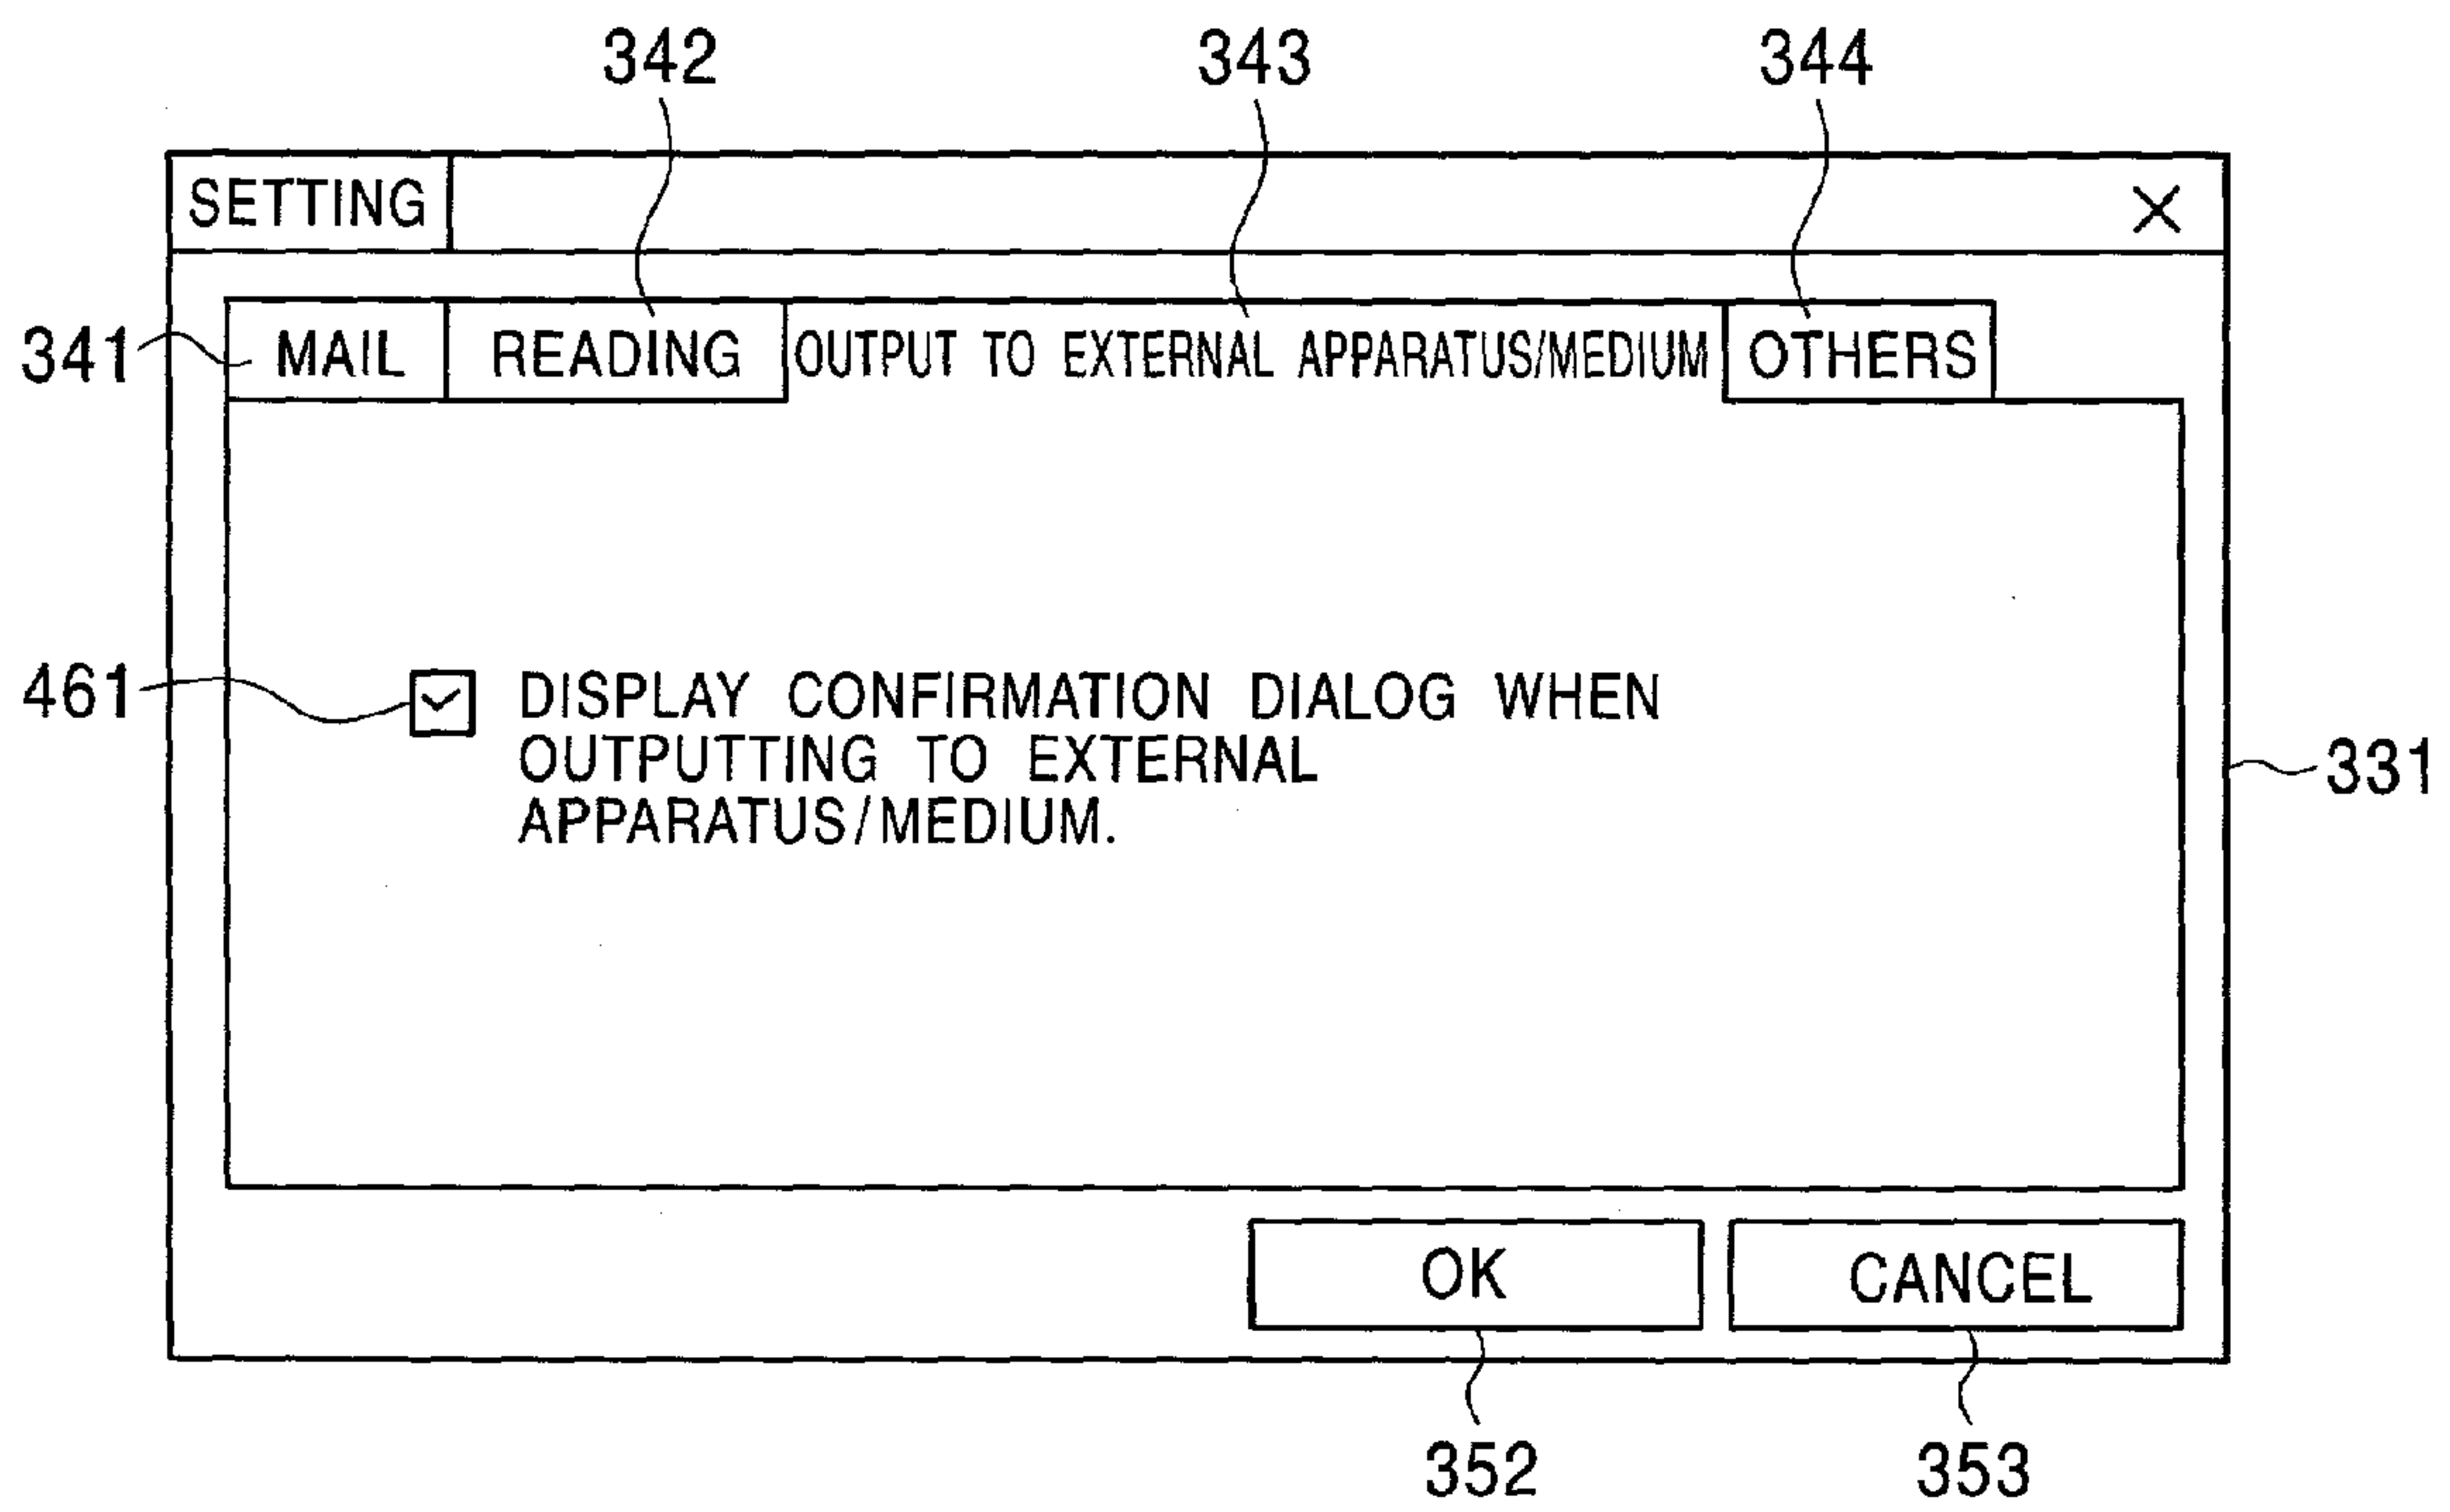 342 343 344
SETTING X
341 MAIL READING OUTPUT TO EXTERNAL APPARATUS/MEDIUM OTHERS
461 DISPLAY CONFIRMATION DIALOG WHEN
OUTPUTTING TO EXTERNAL
331
APPARATUS/MEDIUM.
OK CANCEL
352 353